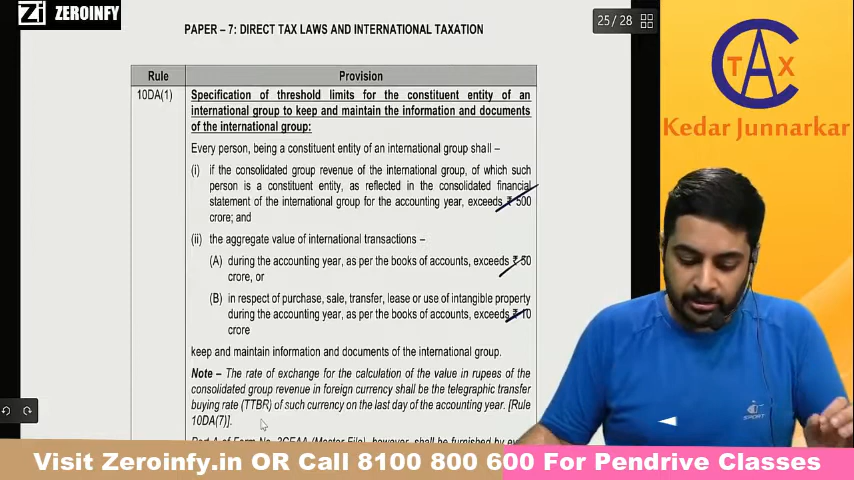 Zi ZEROINFY
PAPER – 7: DIRECT TAX LAWS AND INTERNATIONAL TAXATION
25 / 28
Rule Provision
10DA(1) Specification of threshold limits for the constituent entity of an
international group to keep and maintain the information and documents
of the international group:
Every person, being a constituent entity of an international group shall –
(i) if the consolidated group revenue of the international group, of which such
person is a constituent entity, as reflected in the consolidated financial
statement of the international group for the accounting year, exceeds ₹ 500
crore; and
(ii) the aggregate value of international transactions –
(A) during the accounting year, as per the books of accounts, exceeds ₹ 50
crore, or
(B) in respect of purchase, sale, transfer, lease or use of intangible property
during the accounting year, as per the books of accounts, exceeds ₹ 10
crore
keep and maintain information and documents of the international group.
Note – The rate of exchange for the calculation of the value in rupees of the
consolidated group revenue in foreign currency shall be the telegraphic transfer
buying rate (TTBR) of such currency on the last day of the accounting year. [Rule
10DA(7)].
CA TAX
Kedar Junnarkar
SPORT
Visit Zeroinfy.in OR Call 8100 800 600 For Pendrive Classes